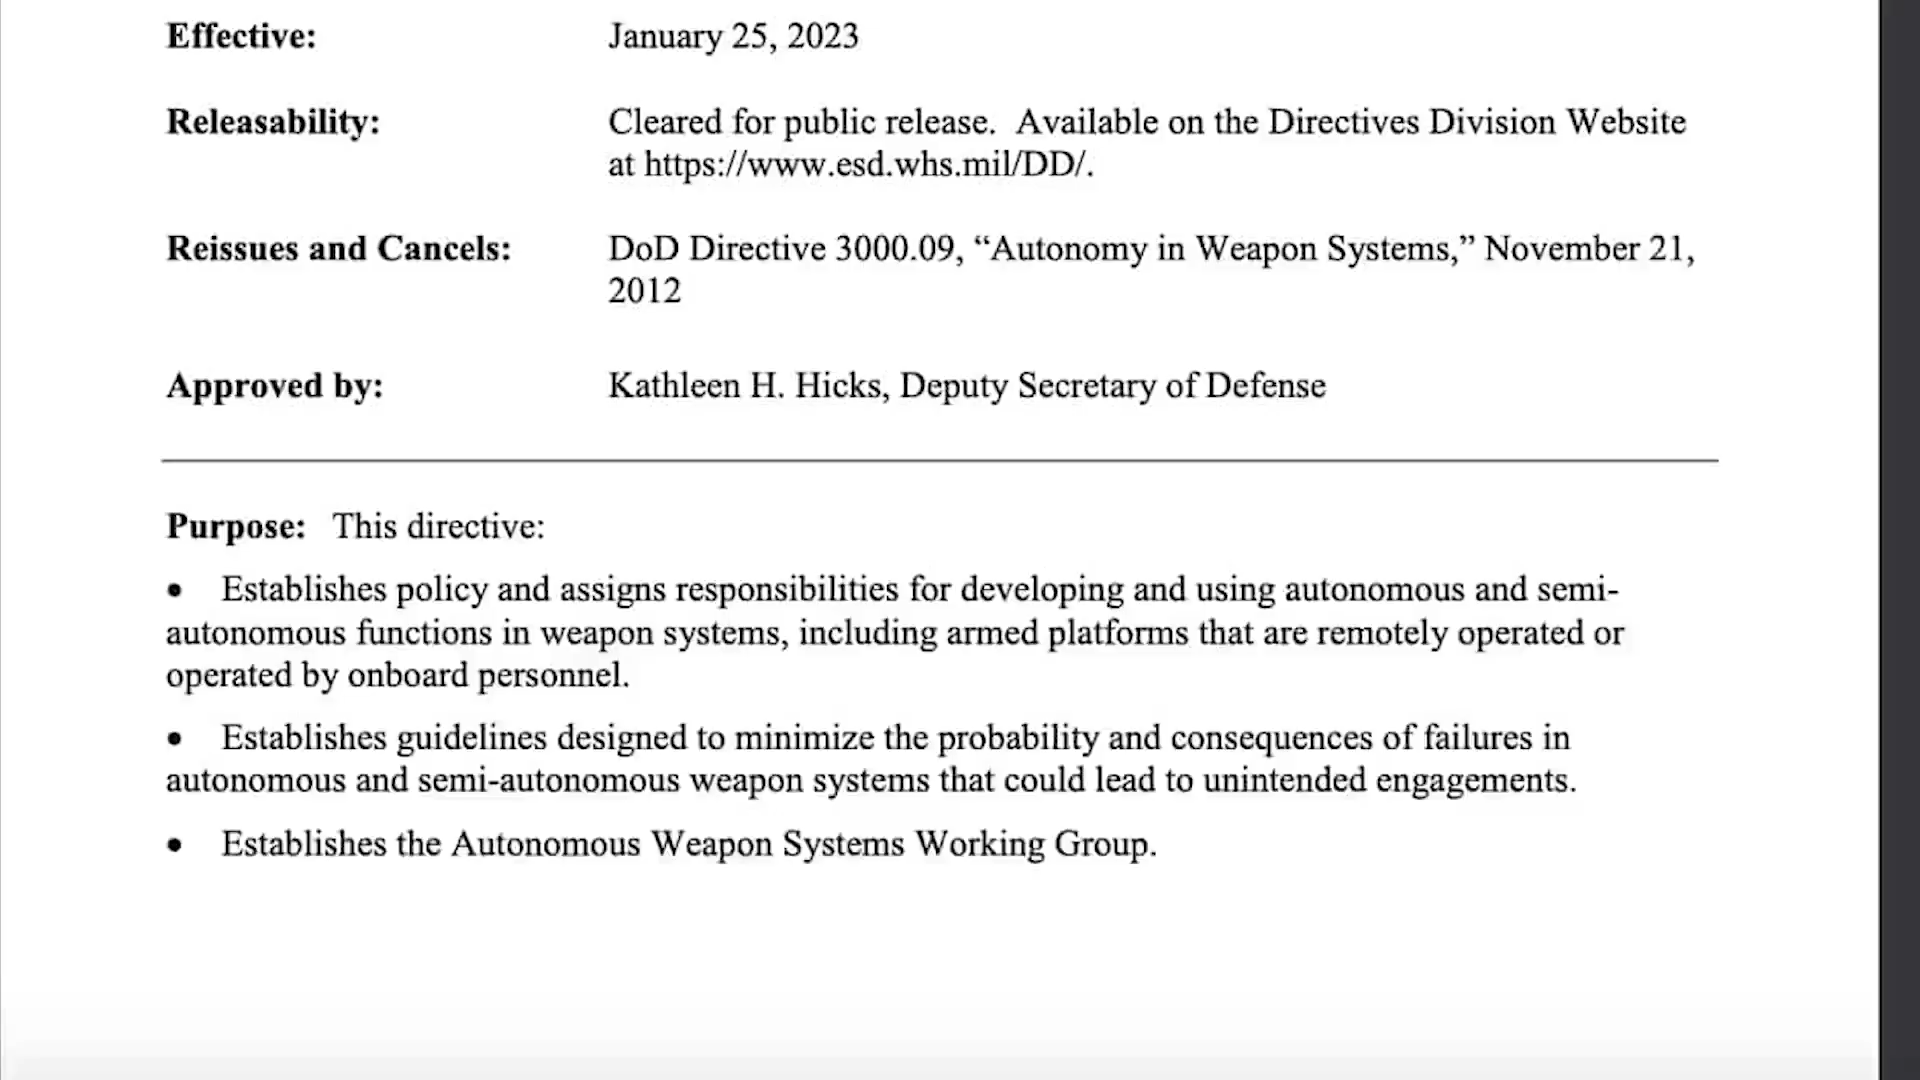 Effective: January 25, 2023
Releasability: Cleared for public release. Available on the Directives Division Website
at https://www.esd.whs.mil/DD/.
Reissues and Cancels: DoD Directive 3000.09, “Autonomy in Weapon Systems,” November 21,
2012
Approved by: Kathleen H. Hicks, Deputy Secretary of Defense
Purpose: This directive:
• Establishes policy and assigns responsibilities for developing and using autonomous and semi-
autonomous functions in weapon systems, including armed platforms that are remotely operated or
operated by onboard personnel.
• Establishes guidelines designed to minimize the probability and consequences of failures in
autonomous and semi-autonomous weapon systems that could lead to unintended engagements.
• Establishes the Autonomous Weapon Systems Working Group.